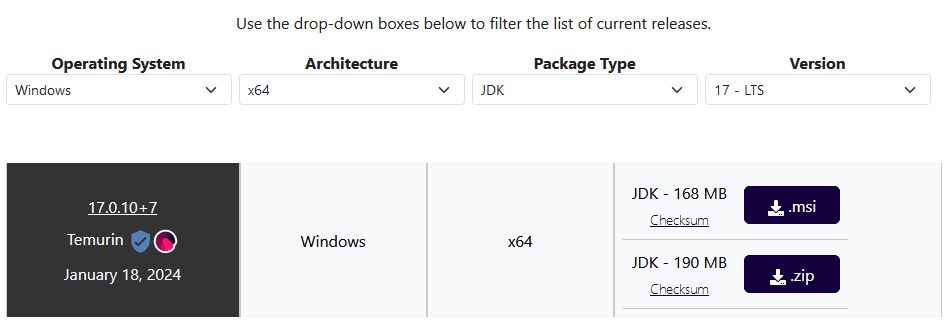 Use the drop-down boxes below to filter the list of current releases.
Operating System Architecture Package Type Version
Windows x64 JDK 17 - LTS
17.0.10+7
Temurin
January 18, 2024
Windows
x64
JDK - 168 MB
Checksum
.msi
JDK - 190 MB
Checksum
.zip